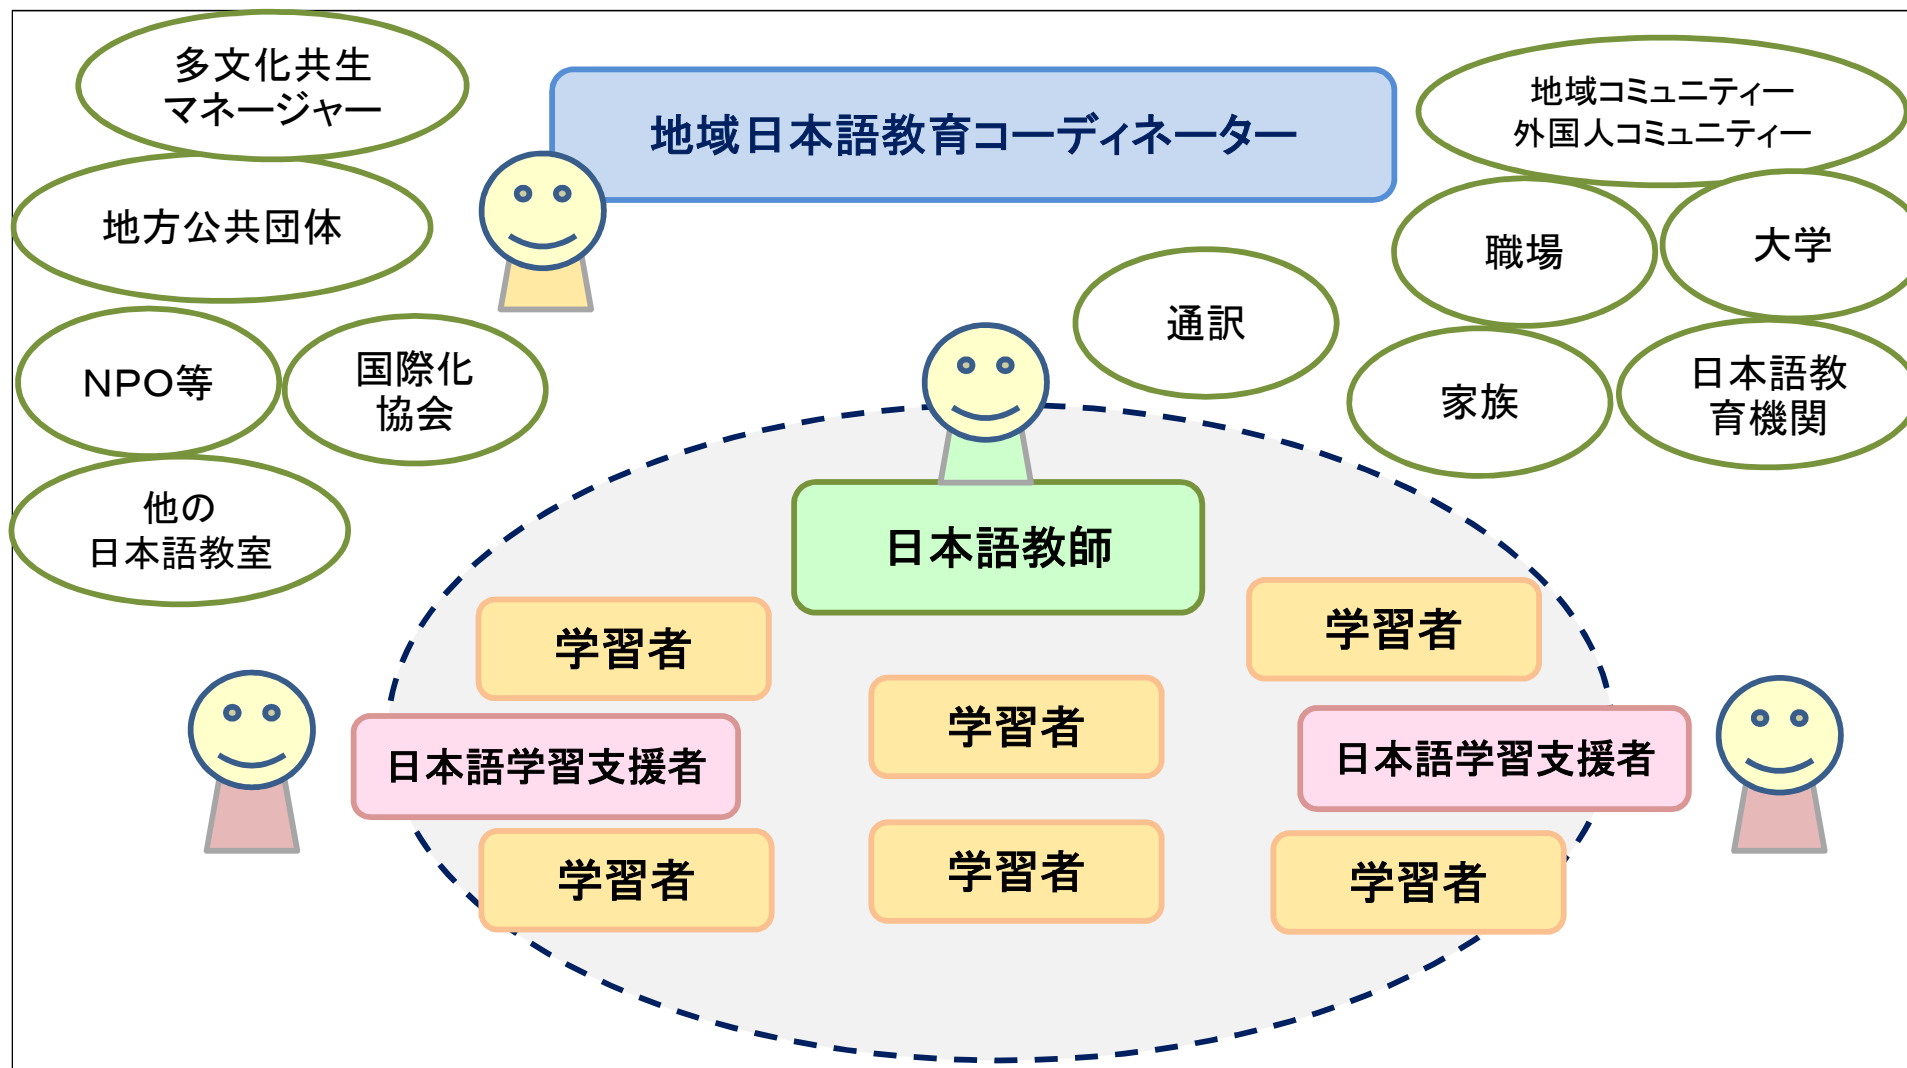 多文化共生
マネージャー
地方公共団体
NPO等
国際化
協会
他の
日本語教室
地域日本語教育コーディネーター
地域コミュニティー
外国人コミュニティー
職場
大学
通訳
家族
日本語教
育機関
日本語教師
学習者
学習者
学習者
日本語学習支援者
日本語学習支援者
学習者
学習者
学習者